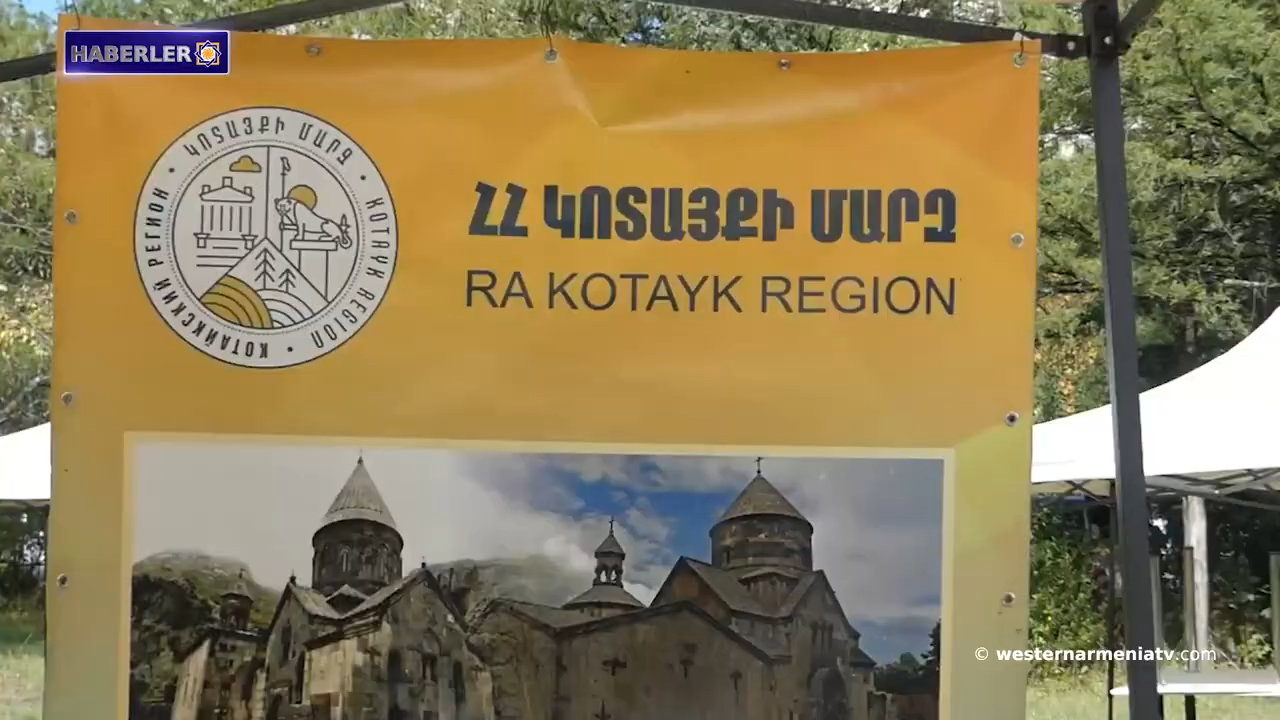 HABERLER
ԿՈՏԱՅՔԻ ՄԱՐԶ • KOTAYK REGION • КОТАЙКСКИЙ РЕГИОН •
ՀՀ ԿՈՏԱՅՔԻ ՄԱՐԶ
RA KOTAYK REGION
© westernarmeniatv.com